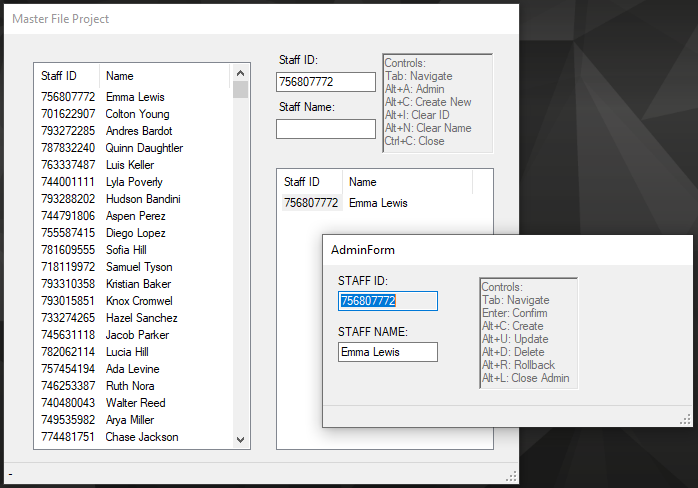 Master File Project
Staff ID Name
756807772 Emma Lewis
701622907 Colton Young
793272285 Andres Bardot
787832240 Quinn Daughtler
763337487 Luis Keller
744001111 Lyla Poverly
793288202 Hudson Bandini
744791806 Aspen Perez
755587415 Diego Lopez
781609555 Sofia Hill
718119972 Samuel Tyson
793310358 Kristian Baker
793015851 Knox Cromwel
733274265 Hazel Sanchez
745631118 Jacob Parker
782062114 Lucia Hill
757454194 Ada Levine
746253387 Ruth Nora
740480043 Walter Reed
749535982 Arya Miller
774481751 Chase Jackson
-
Staff ID:
756807772
Staff Name:
Controls:
Tab: Navigate
Alt+A: Admin
Alt+C: Create New
Alt+I: Clear ID
Alt+N: Clear Name
Ctrl+C: Close
Staff ID Name
756807772 Emma Lewis
AdminForm
STAFF ID:
756807772
STAFF NAME:
Emma Lewis
Controls:
Tab: Navigate
Enter: Confirm
Alt+C: Create
Alt+U: Update
Alt+D: Delete
Alt+R: Rollback
Alt+L: Close Admin